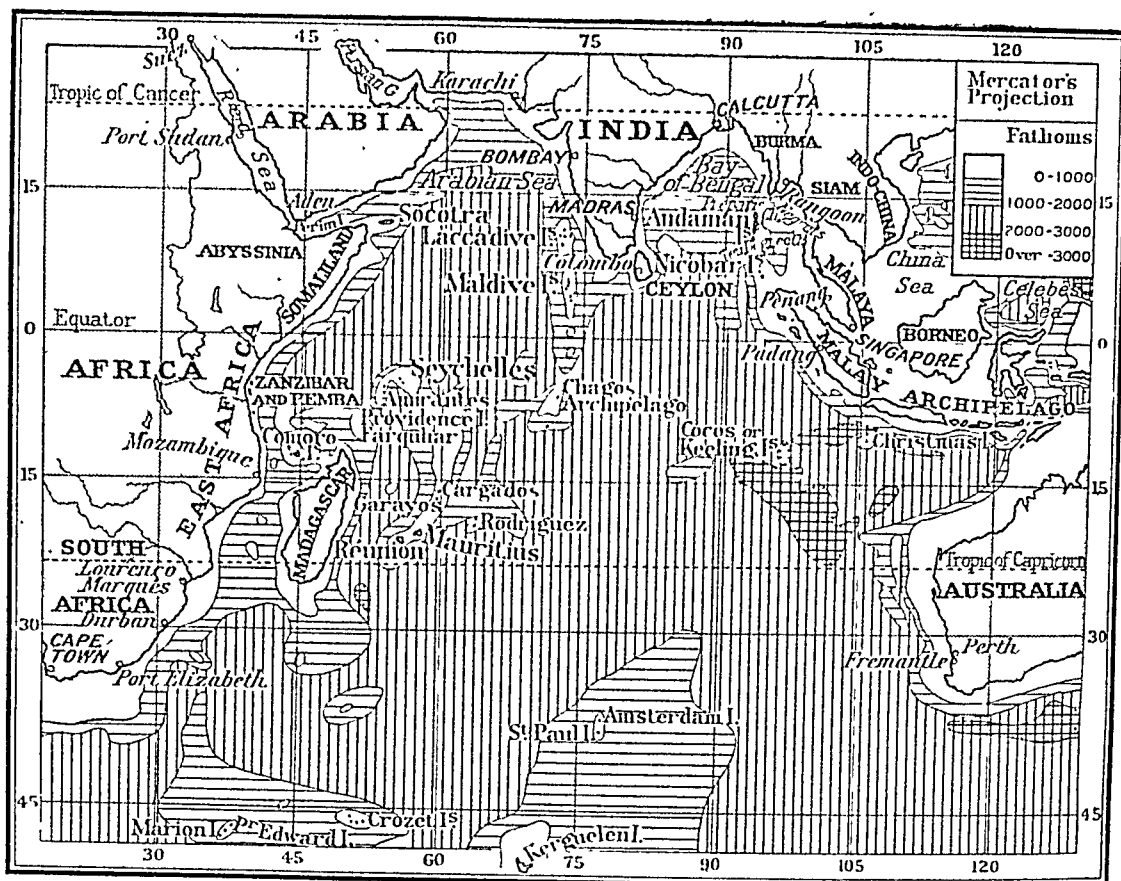 30 45 60 75 90 105 120
Suez
Karachi
Tropic of Cancer
CALCUTTA
Mercator's
Projection
Fathoms
0-1000
1000-2000
2000-3000
Over -3000
Red
Sea
ARABIA
INDIA
BURMA
Port Sudan
BOMBAY
Bay
of Bengal
INDO-CHINA
SIAM
Rangoon
15
15
Arabian Sea
Aden
Perim I.
Socotra
MADRAS
Andaman
Laccadive Is
ABYSSINIA
SOMALILAND
Colombo
Nicobar Is
CEYLON
China
Sea
Maldive Is
MALAYA
Celebes
Sea
Penang
Equator
0
0
BORNEO
SINGAPORE
Padang
MALAY
ARCHIPELAGO
AFRICA
EAST AFRICA
ZANZIBAR
AND PEMBA
Seychelles
Amirantes
Providence I.
Farquhar
Chagos
Archipelago
Comoro Is
Mozambique
Cocos or
Keeling Is
Christmas I.
15
15
MADAGASCAR
Cargados
Garayos
Rodriguez
Mauritius
Reunion
SOUTH
AFRICA
Lourenço
Marques
Durban
Tropic of Capricorn
AUSTRALIA
30
30
CAPE
TOWN
Port Elizabeth
Perth
Fremantle
Amsterdam I.
St Paul I.
45
45
Marion I.
Pr Edward I.
Crozet Is
Kerguelen I.
30 45 60 75 90 105 120